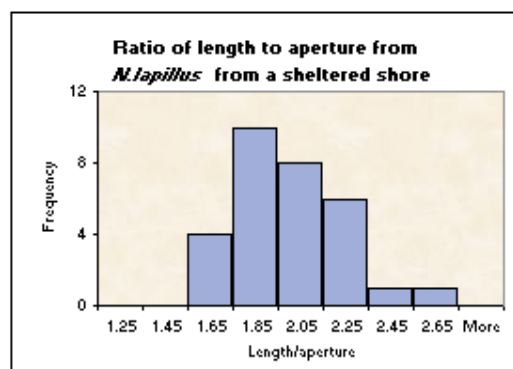 Ratio of length to aperture from
N.lapillus from a sheltered shore
12
8
4
0
Frequency
1.25 1.45 1.65 1.85 2.05 2.25 2.45 2.65 More
Length/aperture